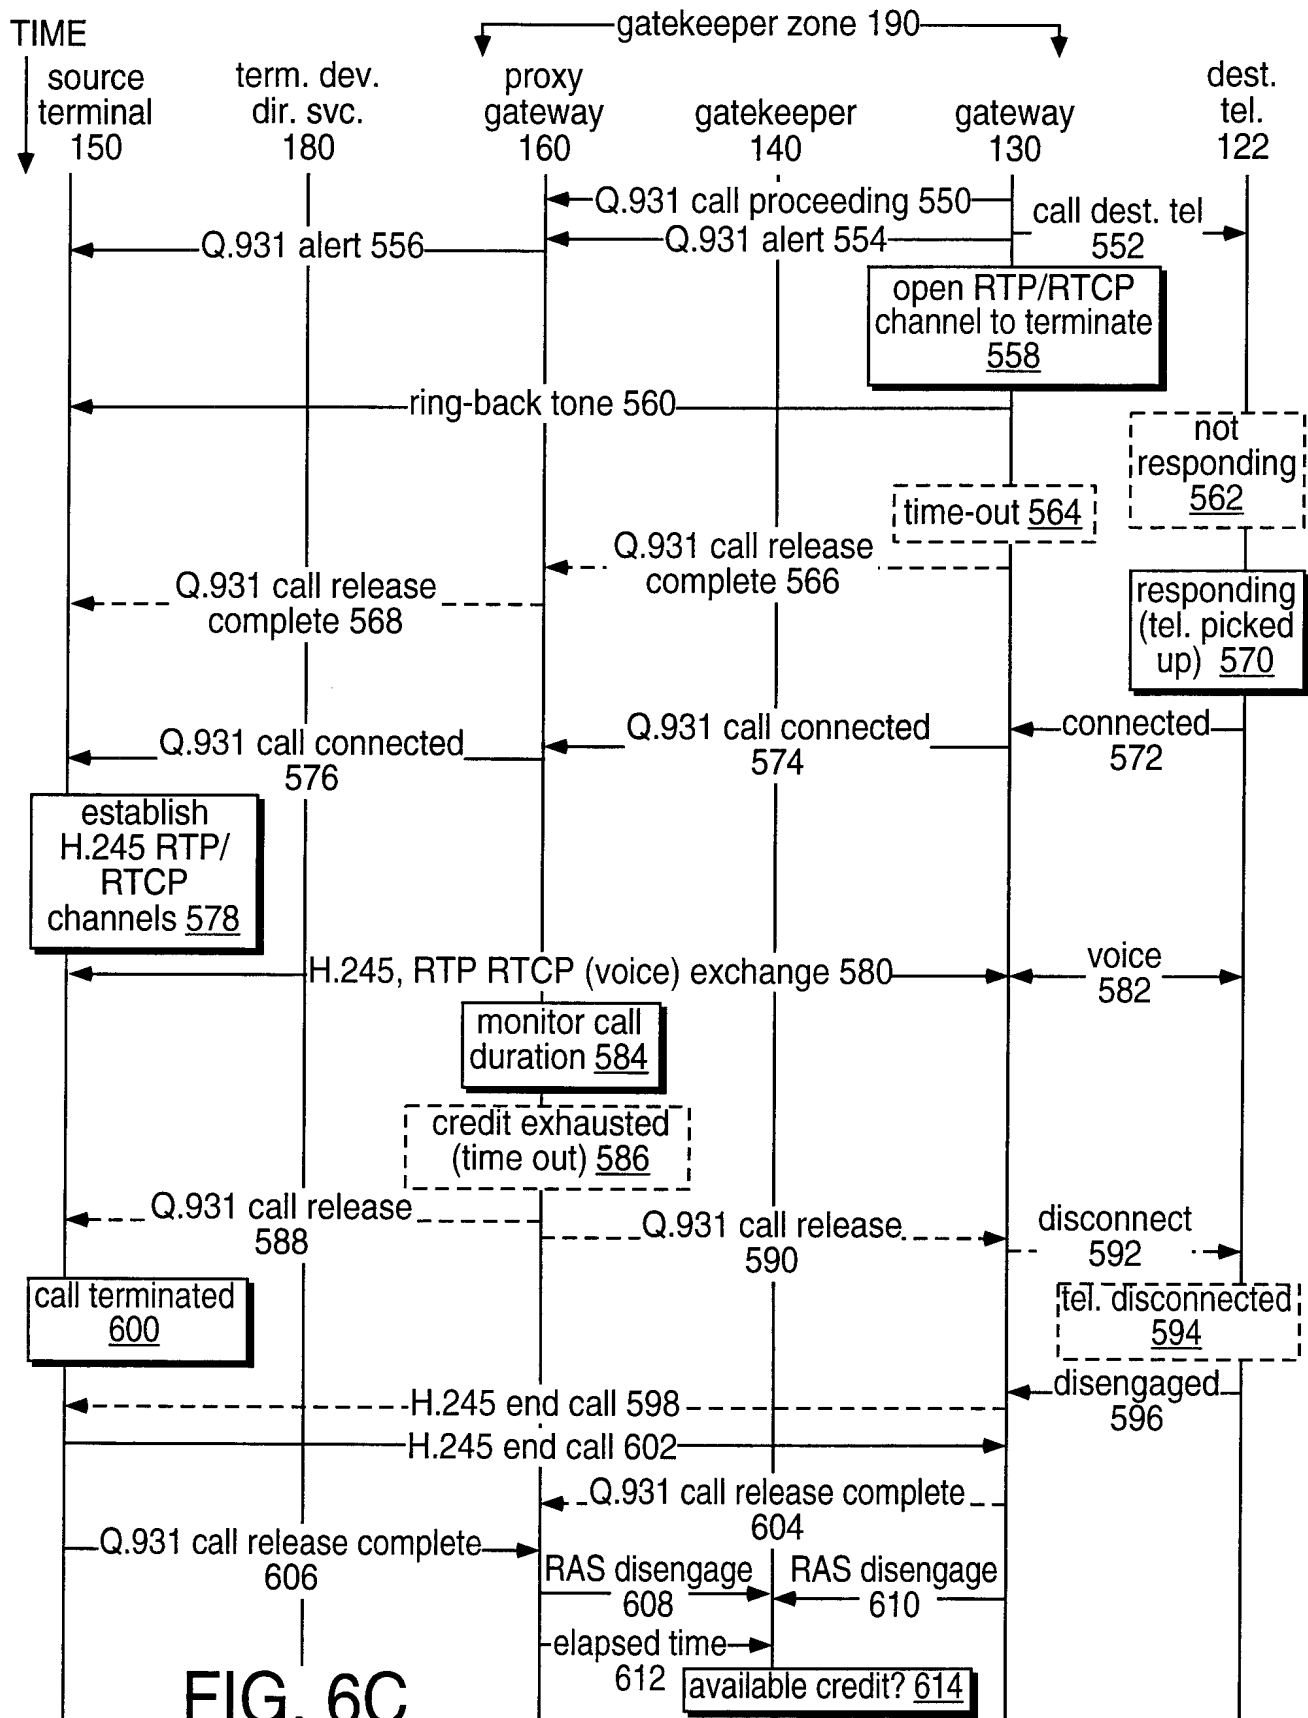 TIME
gatekeeper zone 190
source
terminal
150
term. dev.
dir. svc.
180
proxy
gateway
160
gatekeeper
140
gateway
130
dest.
tel.
122
Q.931 call proceeding 550
call dest. tel
552
Q.931 alert 556
Q.931 alert 554
open RTP/RTCP
channel to terminate
558
ring-back tone 560
not
responding
562
time-out 564
Q.931 call release
complete 566
Q.931 call release
complete 568
responding
(tel. picked
up) 570
connected
572
Q.931 call connected
574
Q.931 call connected
576
establish
H.245 RTP/
RTCP
channels 578
H.245, RTP RTCP (voice) exchange 580
voice
582
monitor call
duration 584
credit exhausted
(time out) 586
Q.931 call release
588
Q.931 call release
590
disconnect
592
call terminated
600
tel. disconnected
594
disengaged
596
H.245 end call 598
H.245 end call 602
Q.931 call release complete
604
Q.931 call release complete
606
RAS disengage
608
RAS disengage
610
elapsed time
612
available credit? 614
FIG. 6C